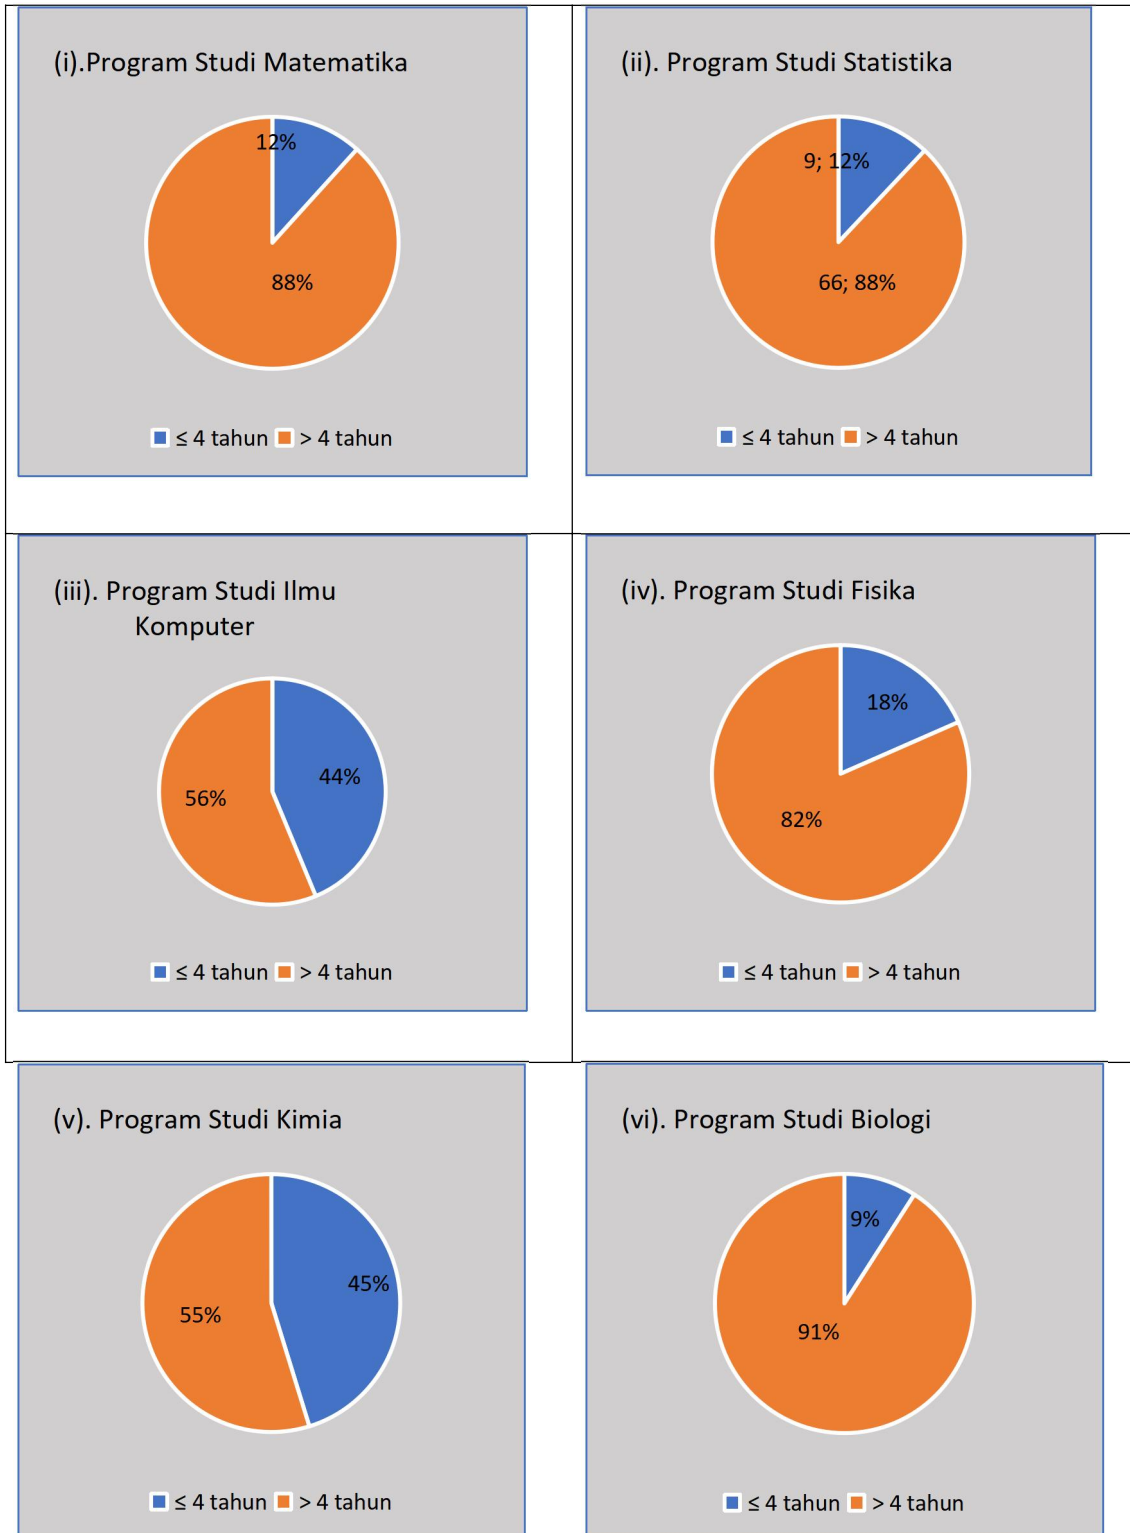 (i).Program Studi Matematika
12%
88%
≤ 4 tahun > 4 tahun
(ii). Program Studi Statistika
9; 12%
66; 88%
≤ 4 tahun > 4 tahun
(iii). Program Studi Ilmu
Komputer
44%
56%
≤ 4 tahun > 4 tahun
(iv). Program Studi Fisika
18%
82%
≤ 4 tahun > 4 tahun
(v). Program Studi Kimia
45%
55%
≤ 4 tahun > 4 tahun
(vi). Program Studi Biologi
9%
91%
≤ 4 tahun > 4 tahun